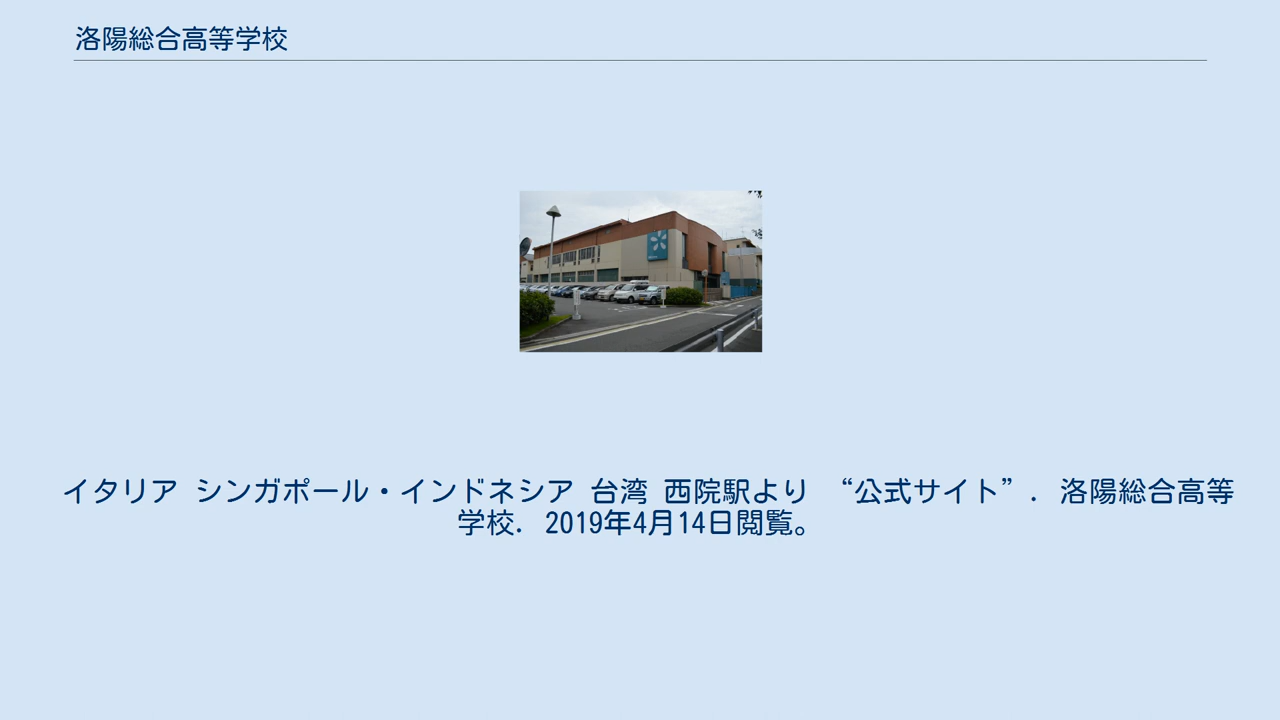 洛陽総合高等学校
イタリア シンガポール・インドネシア 台湾 西院駅より “公式サイト”. 洛陽総合高等
学校. 2019年4月14日閲覧。